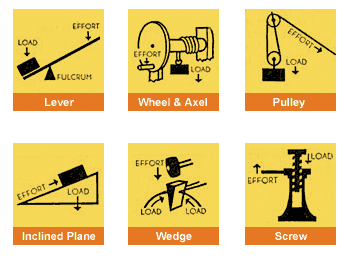 EFFORT
LOAD
FULCRUM
Lever
EFFORT
LOAD
Wheel & Axel
EFFORT
LOAD
Pulley
EFFORT
LOAD
Inclined Plane
EFFORT
LOAD
LOAD
Wedge
LOAD
EFFORT
Screw